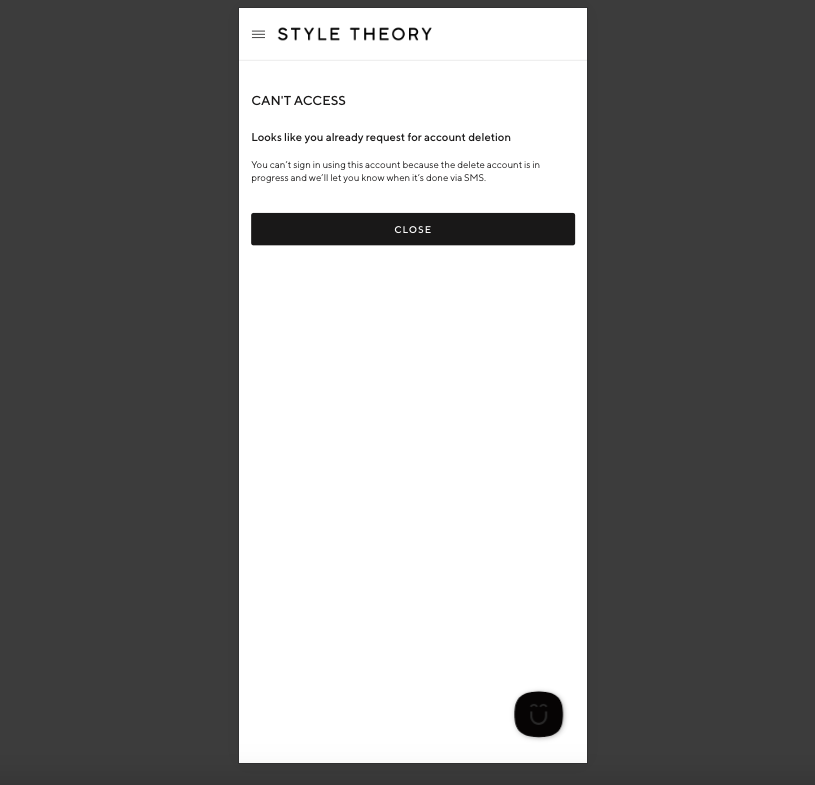 STYLE THEORY
CAN'T ACCESS
Looks like you already request for account deletion
You can't sign in using this account because the delete account is in
progress and we'll let you know when it's done via SMS.
CLOSE